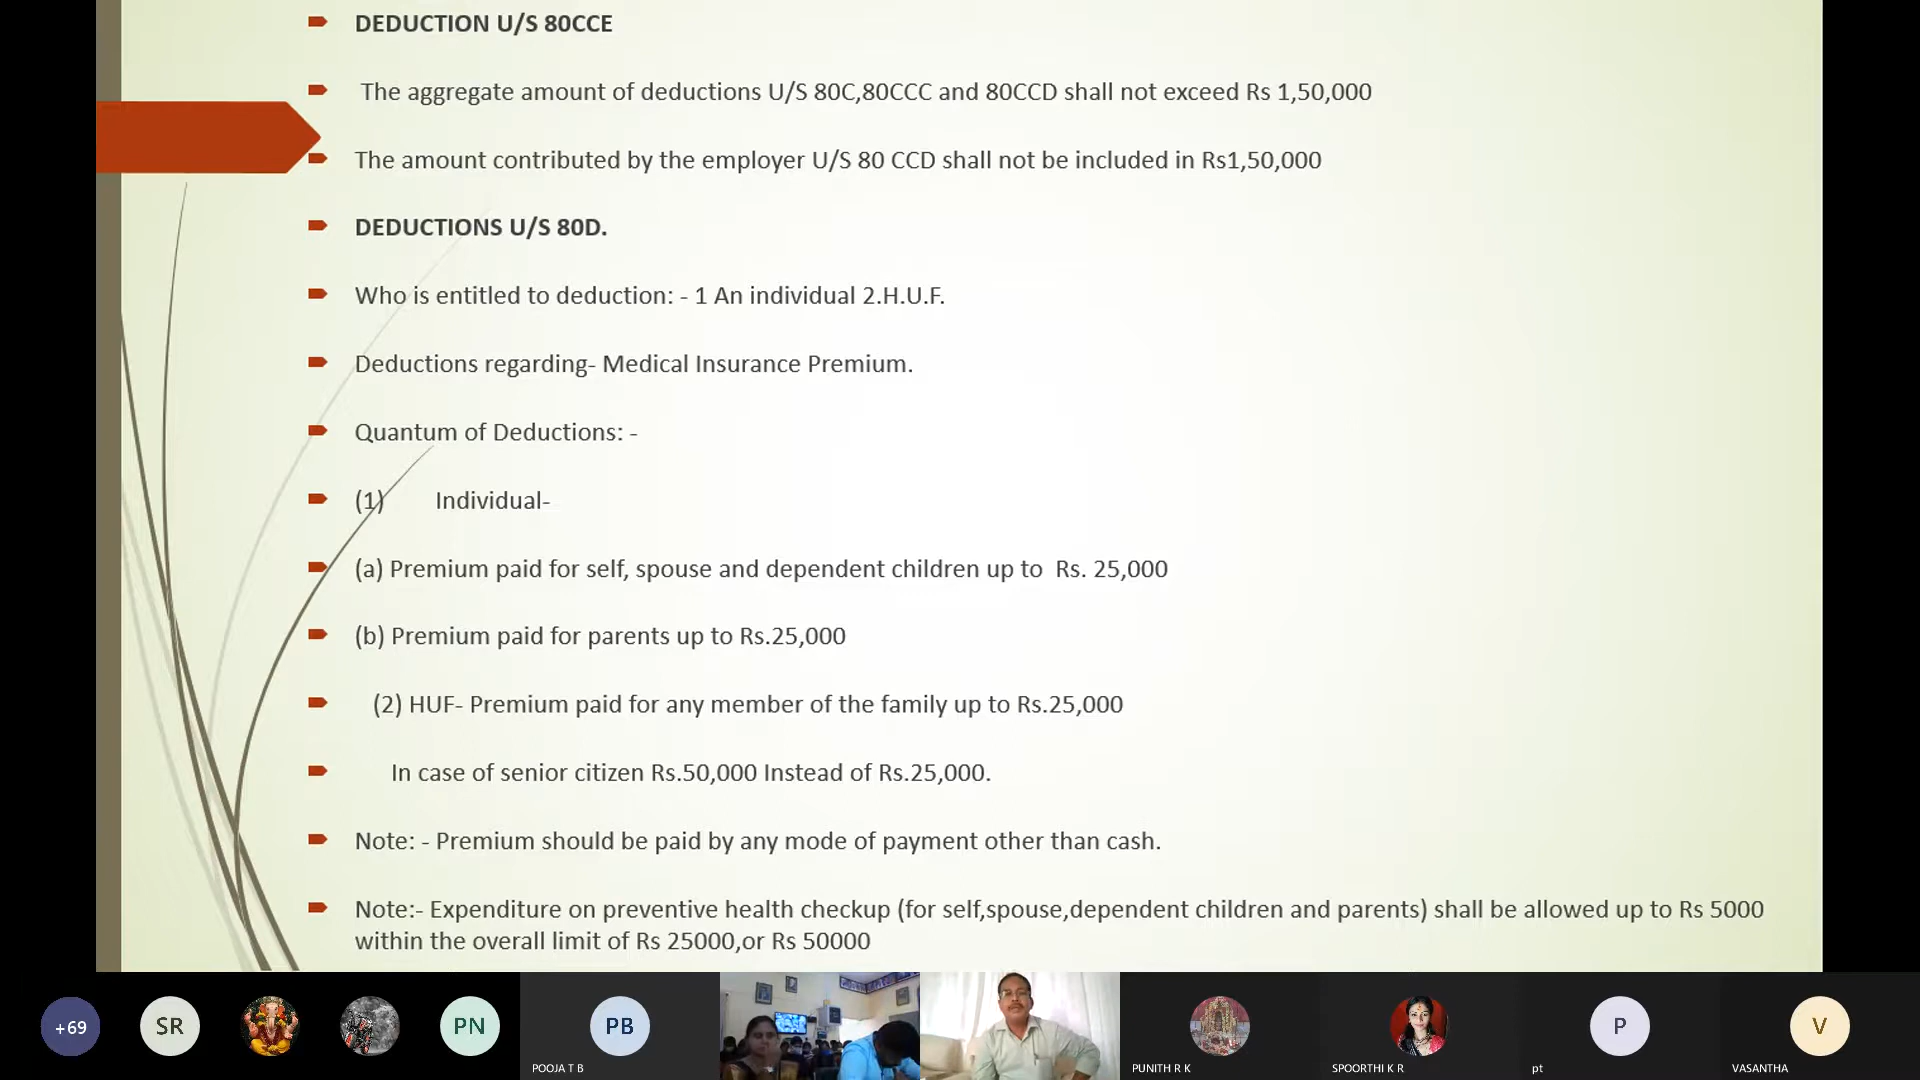 DEDUCTION U/S 80CCE
The aggregate amount of deductions U/S 80C,80CCC and 80CCD shall not exceed Rs 1,50,000
The amount contributed by the employer U/S 80 CCD shall not be included in Rs1,50,000
DEDUCTIONS U/S 80D.
Who is entitled to deduction: - 1 An individual 2.H.U.F.
Deductions regarding- Medical Insurance Premium.
Quantum of Deductions: -
(1) Individual-
(a) Premium paid for self, spouse and dependent children up to Rs. 25,000
(b) Premium paid for parents up to Rs.25,000
(2) HUF- Premium paid for any member of the family up to Rs.25,000
In case of senior citizen Rs.50,000 Instead of Rs.25,000.
Note: - Premium should be paid by any mode of payment other than cash.
Note:- Expenditure on preventive health checkup (for self,spouse,dependent children and parents) shall be allowed up to Rs 5000
within the overall limit of Rs 25000,or Rs 50000
+69 SR PN PB P V
POOJA T B PUNITH R K SPOORTHI K R pt VASANTHA